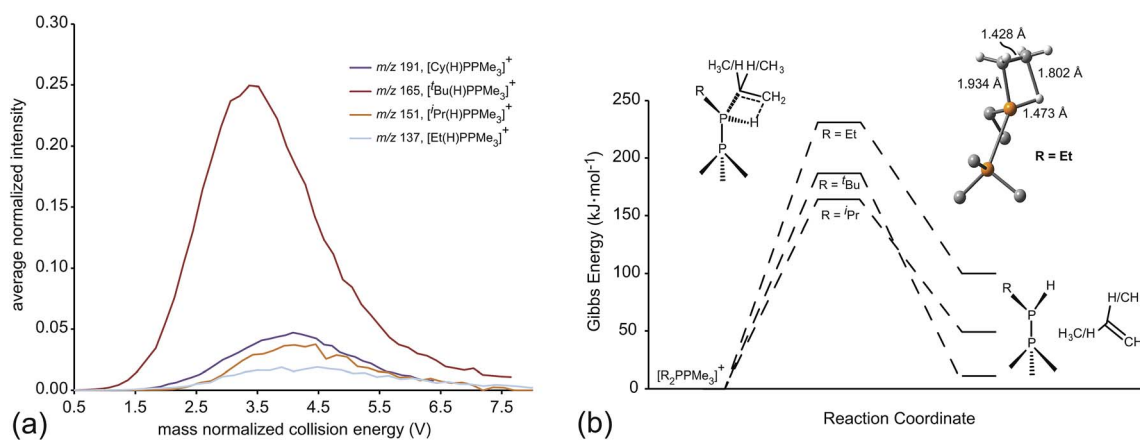 0.30
0.25
0.20
0.15
0.10
0.05
0.00
average normalized intensity
0.5
1.5
2.5
3.5
4.5
5.5
6.5
7.5
mass normalized collision energy (V)
m/z 191, [Cy(H)PPMe₃]⁺
m/z 165, [ᵗBu(H)PPMe₃]⁺
m/z 151, [ⁱPr(H)PPMe₃]⁺
m/z 137, [Et(H)PPMe₃]⁺
(a)
250
200
150
100
50
0
Gibbs Energy (kJ·mol⁻¹)
[R₂PPMe₃]⁺
Reaction Coordinate
H₃C/H
H/CH₃
R
CH₂
P
H
P
R = Et
R = ᵗBu
R = ⁱPr
1.428 Å
1.934 Å
1.802 Å
1.473 Å
R = Et
R
H
P
P
H/CH
H₃C/H
CH
(b)